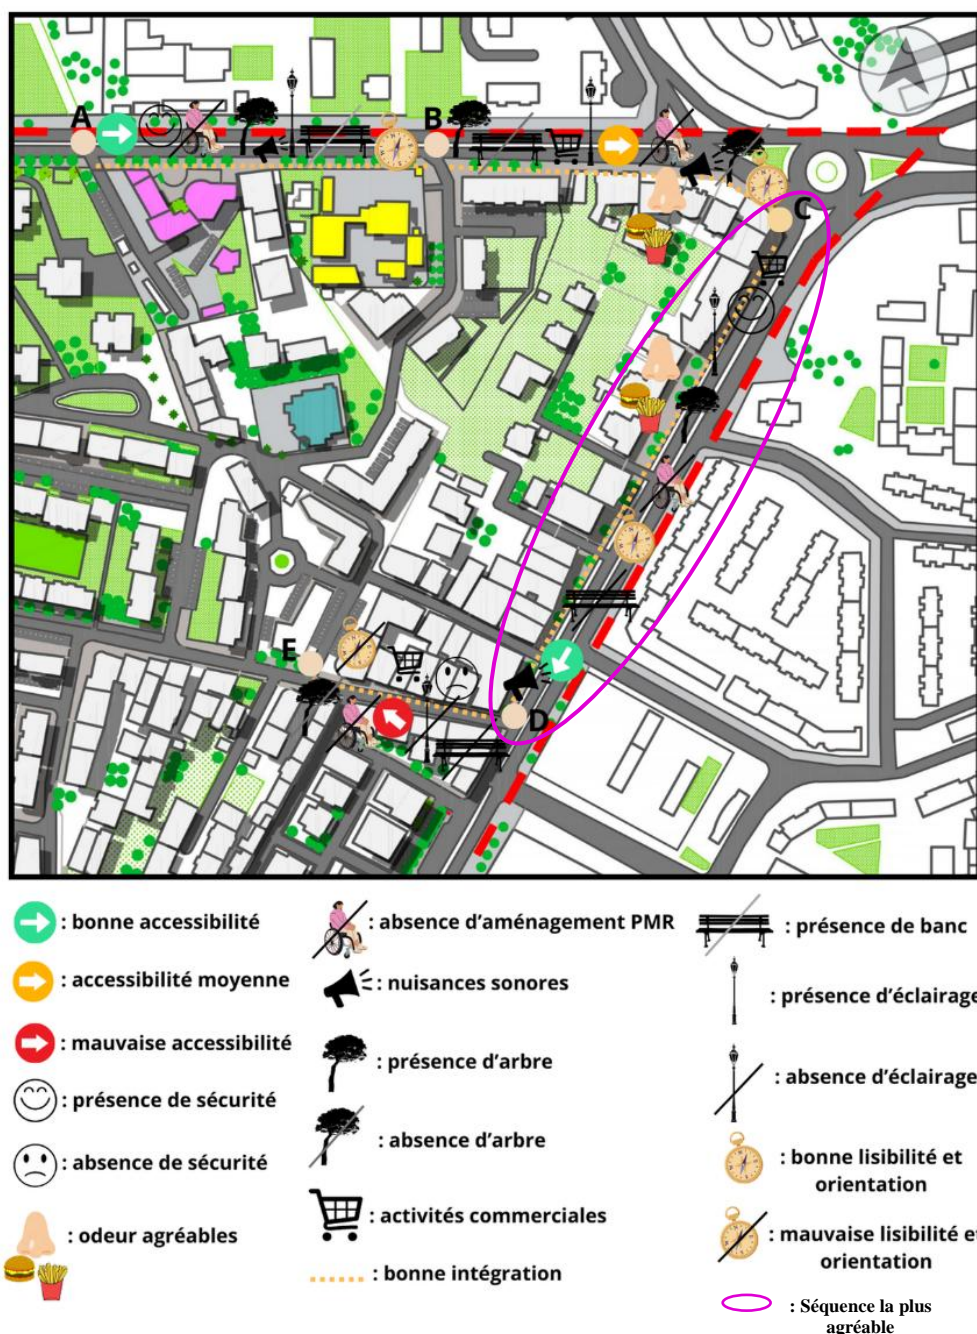 A
B
C
D
E
: bonne accessibilité
: accessibilité moyenne
: mauvaise accessibilité
: présence de sécurité
: absence de sécurité
: odeur agréables
: absence d'aménagement PMR
: nuisances sonores
: présence d'arbre
: absence d'arbre
: activités commerciales
: bonne intégration
: présence de banc
: présence d'éclairage
: absence d'éclairage
: bonne lisibilité et
orientation
: mauvaise lisibilité et
orientation
: Séquence la plus
agréable